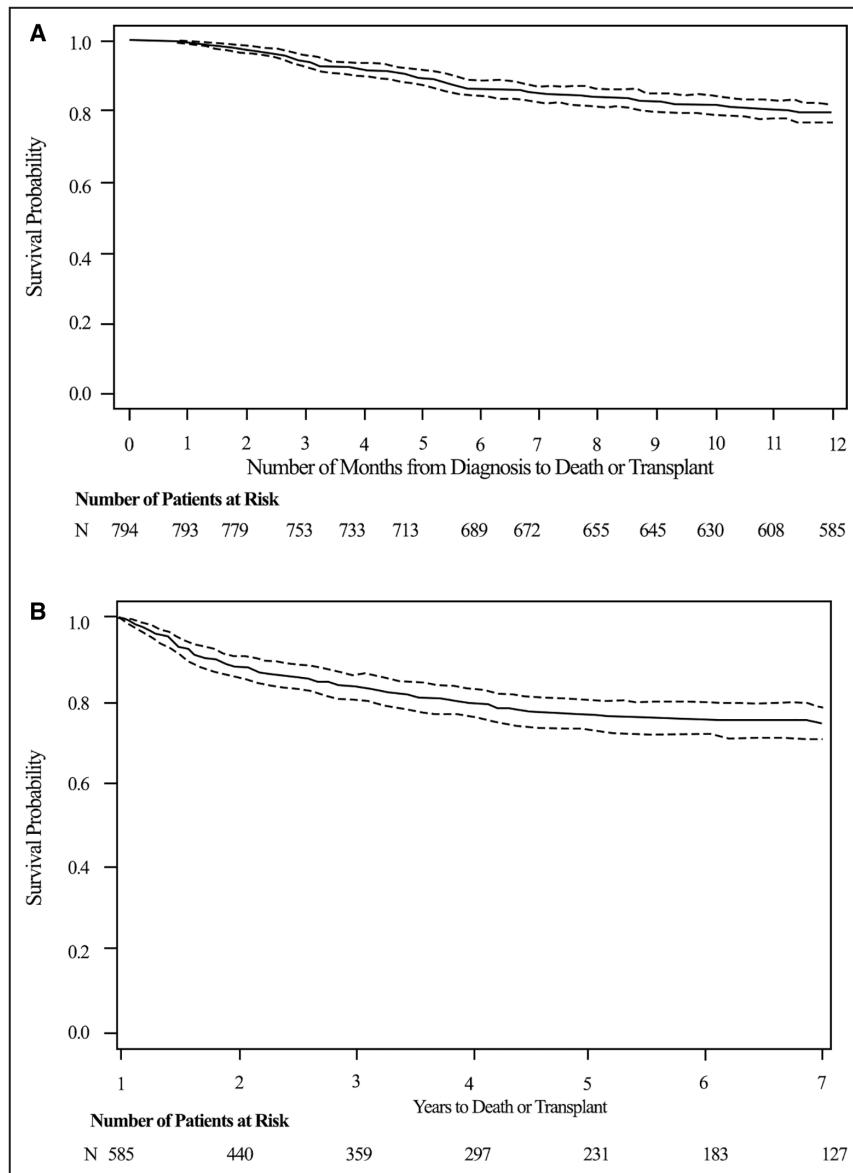 A
1.0
0.8
0.6
0.4
0.2
0.0
Survival Probability
0 1 2 3 4 5 6 7 8 9 10 11 12
Number of Months from Diagnosis to Death or Transplant
Number of Patients at Risk
N 794 793 779 753 733 713 689 672 655 645 630 608 585
B
1.0
0.8
0.6
0.4
0.2
0.0
Survival Probability
1 2 3 4 5 6 7
Years to Death or Transplant
Number of Patients at Risk
N 585 440 359 297 231 183 127